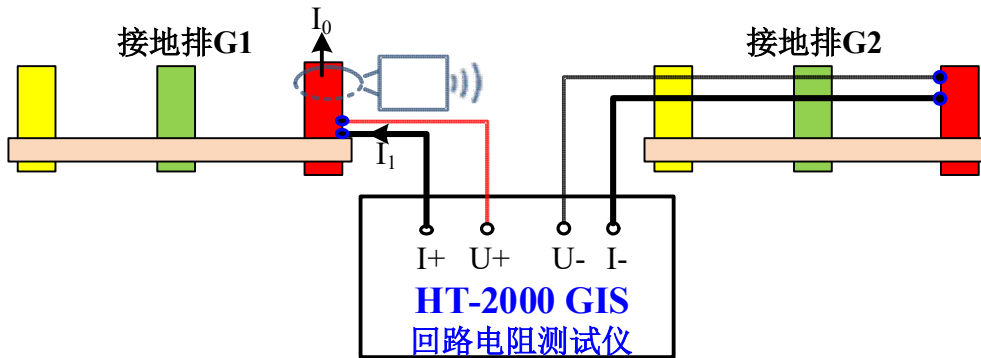 I₀
接地排G1
接地排G2
I₁
I+ U+ U- I-
HT-2000 GIS
回路电阻测试仪